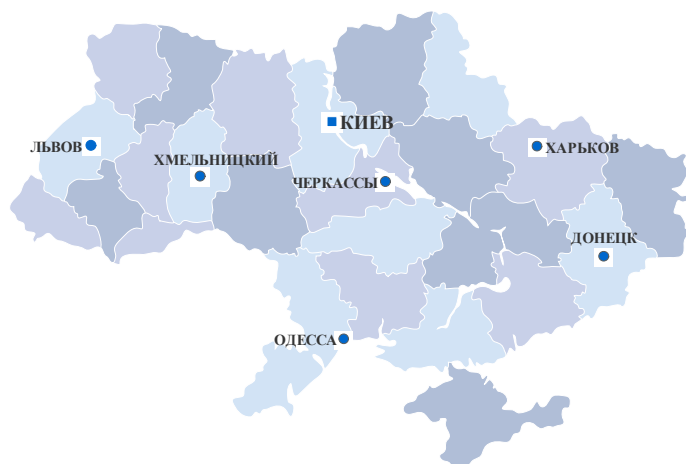 КИЕВ
ЛЬВОВ
ХАРЬКОВ
ХМЕЛЬНИЦКИЙ
ЧЕРКАССЫ
ДОНЕЦК
ОДЕССА